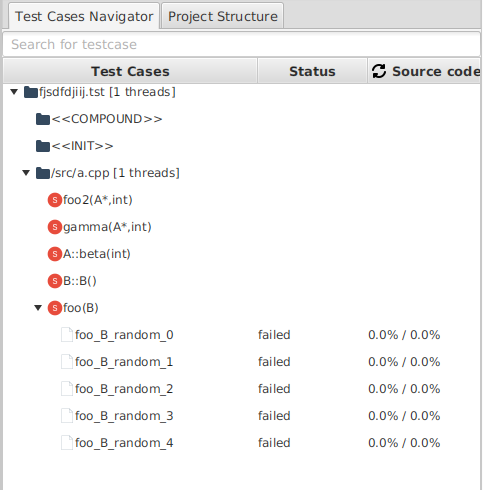 Test Cases Navigator Project Structure
Search for testcase
Test Cases Status Source code
fjsdfdjiij.tst [1 threads]
<<COMPOUND>>
<<INIT>>
/src/a.cpp [1 threads]
S foo2(A*,int)
S gamma(A*,int)
S A::beta(int)
S B::B()
S foo(B)
foo_B_random_0 failed 0.0% / 0.0%
foo_B_random_1 failed 0.0% / 0.0%
foo_B_random_2 failed 0.0% / 0.0%
foo_B_random_3 failed 0.0% / 0.0%
foo_B_random_4 failed 0.0% / 0.0%